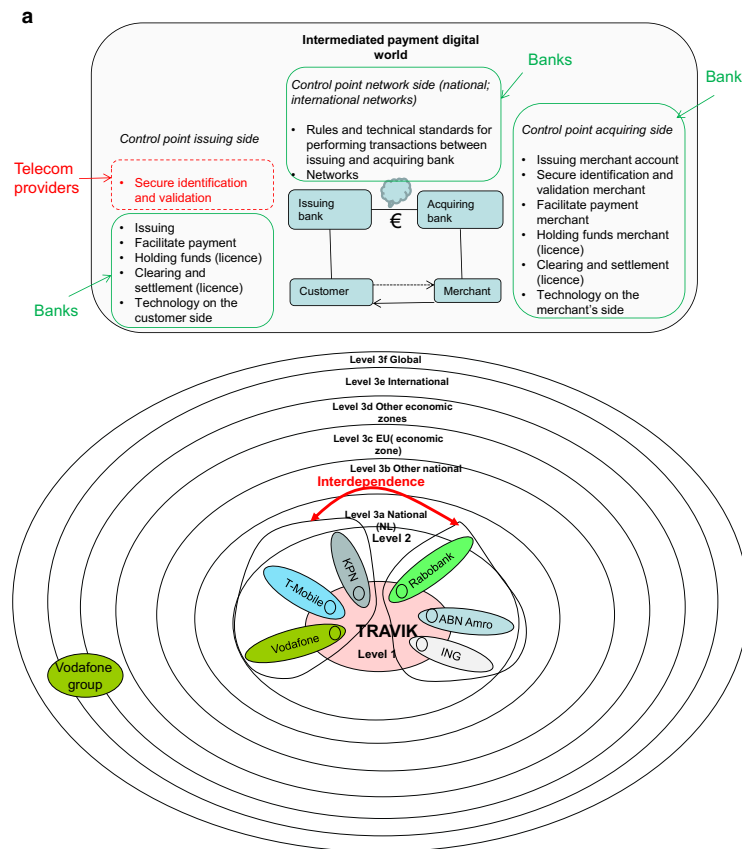 a
Intermediated payment digital
world
Banks
Bank
Control point network side (national;
international networks)
• Rules and technical standards for
performing transactions between
issuing and acquiring bank
• Networks
Control point issuing side
Telecom
providers
• Secure identification
and validation
• Issuing
• Facilitate payment
• Holding funds (licence)
• Clearing and
settlement (licence)
• Technology on the
customer side
Banks
Issuing
bank
€
Acquiring
bank
Customer
Merchant
Control point acquiring side
• Issuing merchant account
• Secure identification and
validation merchant
• Facilitate payment
merchant
• Holding funds merchant
(licence)
• Clearing and settlement
(licence)
• Technology on the
merchant's side
Level 3f Global
Level 3e International
Level 3d Other economic
zones
Level 3c EU( economic
zone)
Level 3b Other national
Interdependence
Level 3a National
(NL)
Level 2
KPN
Rabobank
T-Mobile
ABN Amro
Vodafone
TRAVIK
ING
Level 1
Vodafone
group